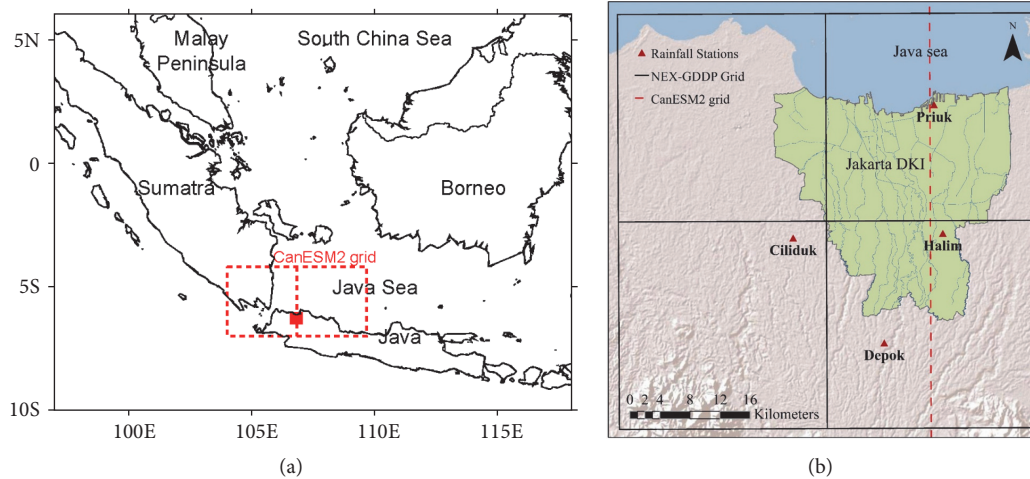 5N
0
5S
10S
100E
105E
110E
115E
Malay
Peninsula
South China Sea
Sumatra
Borneo
CanESM2 grid
Java Sea
Java
(a)
N
Rainfall Stations
NEX-GDDP Grid
CanESM2 grid
Java sea
Priuk
Jakarta DKI
Ciliduk
Halim
Depok
0 2 4 8 12 16
Kilometers
(b)